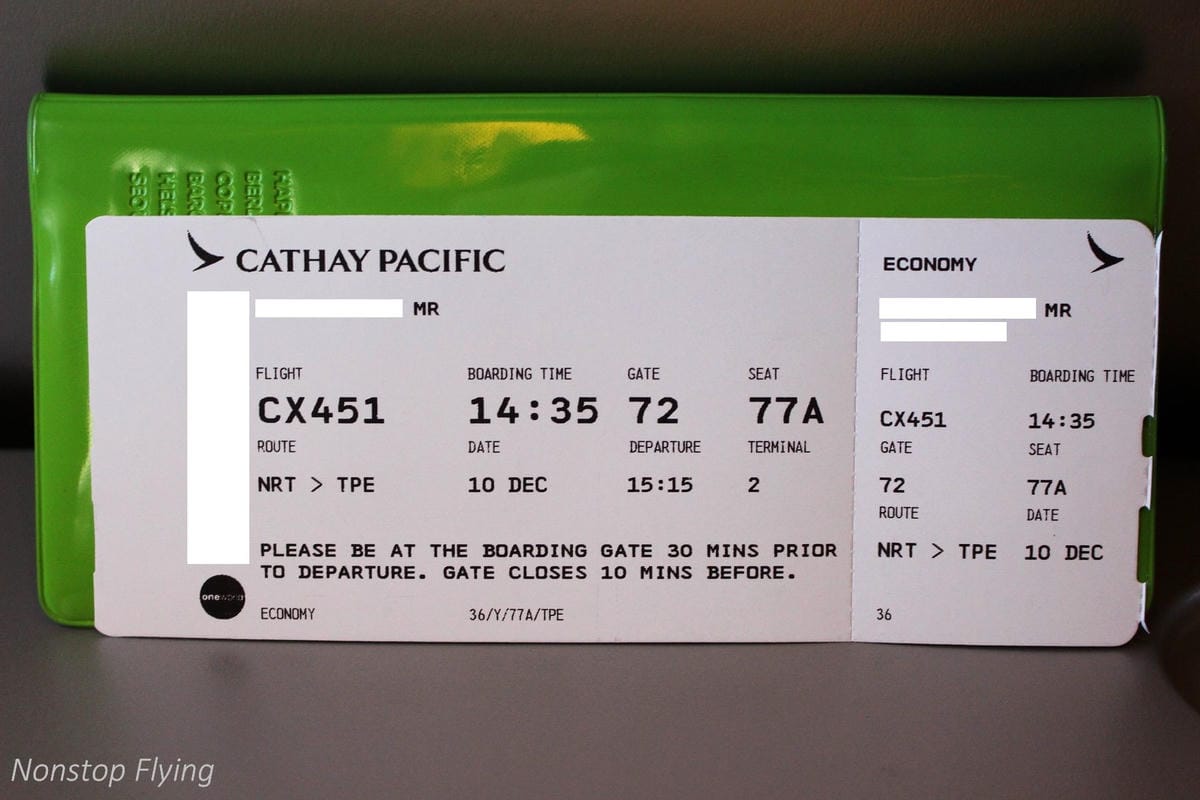 CATHAY PACIFIC
MR
FLIGHT BOARDING TIME GATE SEAT
CX451 14:35 72 77A
ROUTE DATE DEPARTURE TERMINAL
NRT > TPE 10 DEC 15:15 2
PLEASE BE AT THE BOARDING GATE 30 MINS PRIOR
TO DEPARTURE. GATE CLOSES 10 MINS BEFORE.
oneworld
ECONOMY 36/Y/77A/TPE
ECONOMY
MR
FLIGHT BOARDING TIME
CX451 14:35
GATE SEAT
72 77A
ROUTE DATE
NRT > TPE 10 DEC
36
Nonstop Flying